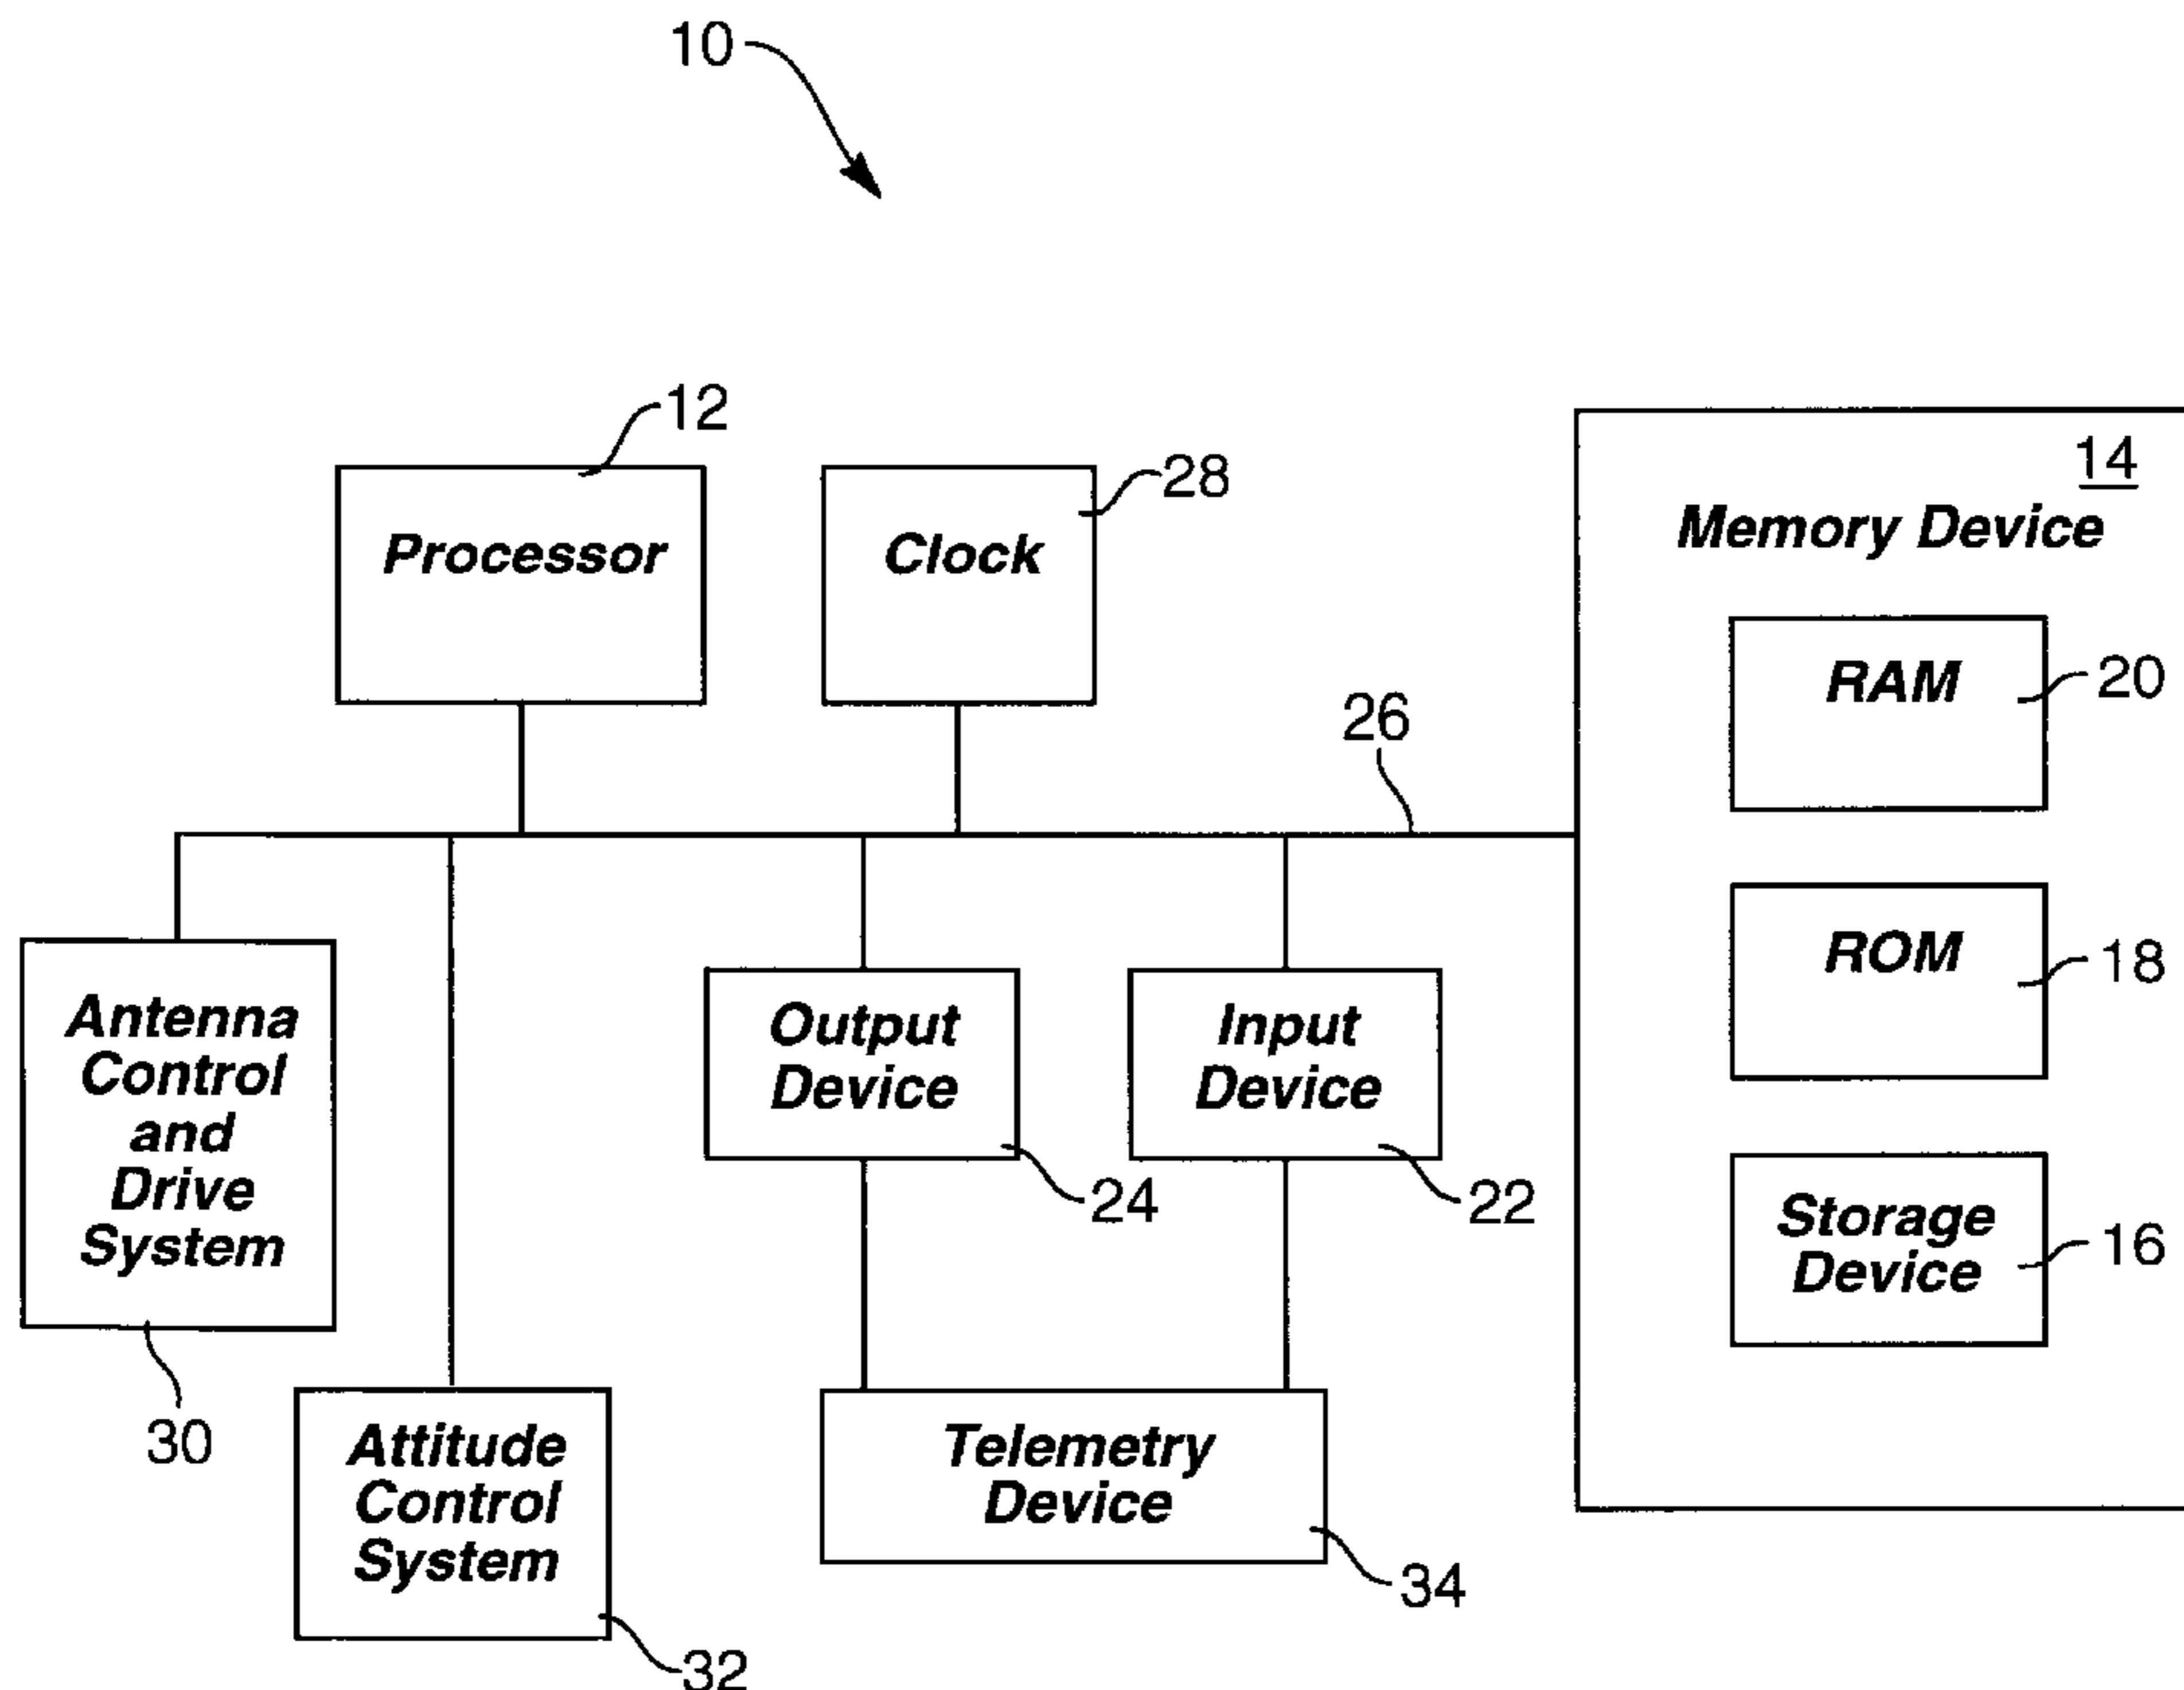 10
12
Processor
28
Clock
14
Memory Device
RAM
20
26
ROM
18
Antenna
Control
and
Drive
System
30
Output
Device
24
Input
Device
22
Storage
Device
16
Attitude
Control
System
32
Telemetry
Device
34